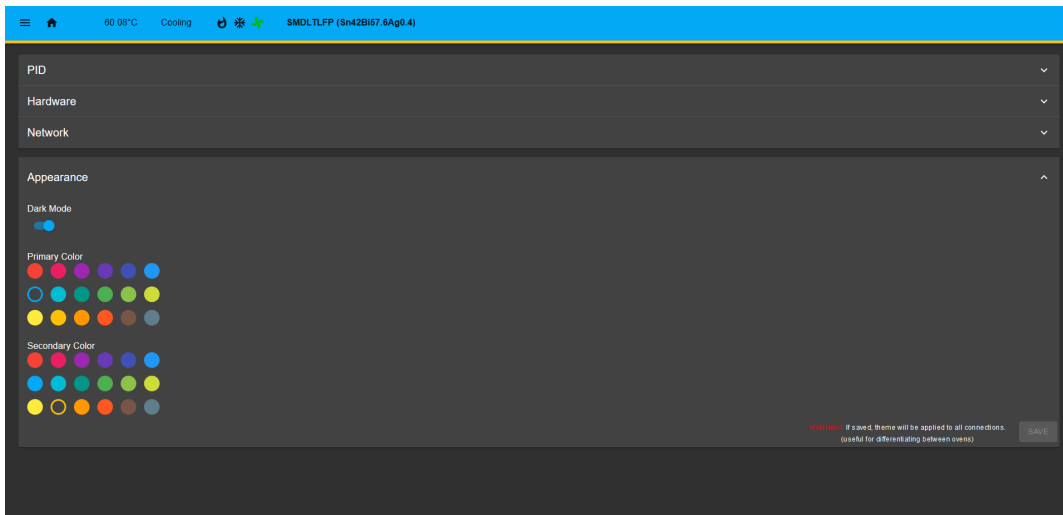 60.08°C Cooling SMDLTLFP (Sn42Bi57.6Ag0.4)
PID
Hardware
Network
Appearance
Dark Mode
Primary Color
Secondary Color
If saved, theme will be applied to all connections.
(useful for differentiating between ovens)
SAVE